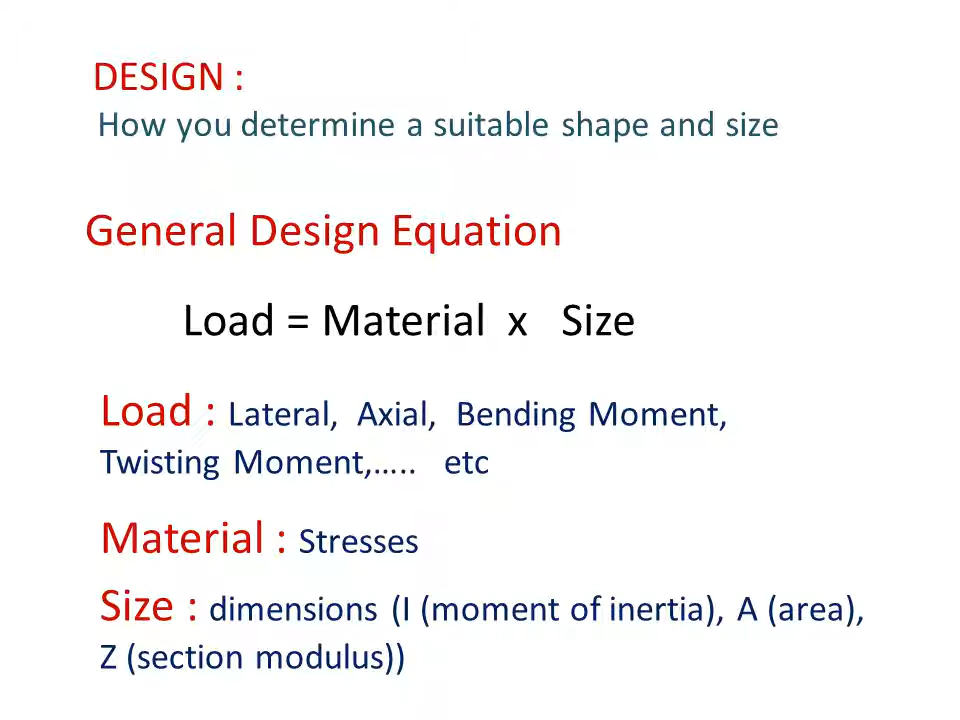 DESIGN :
How you determine a suitable shape and size
General Design Equation
Load = Material x Size
Load : Lateral, Axial, Bending Moment,
Twisting Moment,….. etc
Material : Stresses
Size : dimensions (I (moment of inertia), A (area),
Z (section modulus))